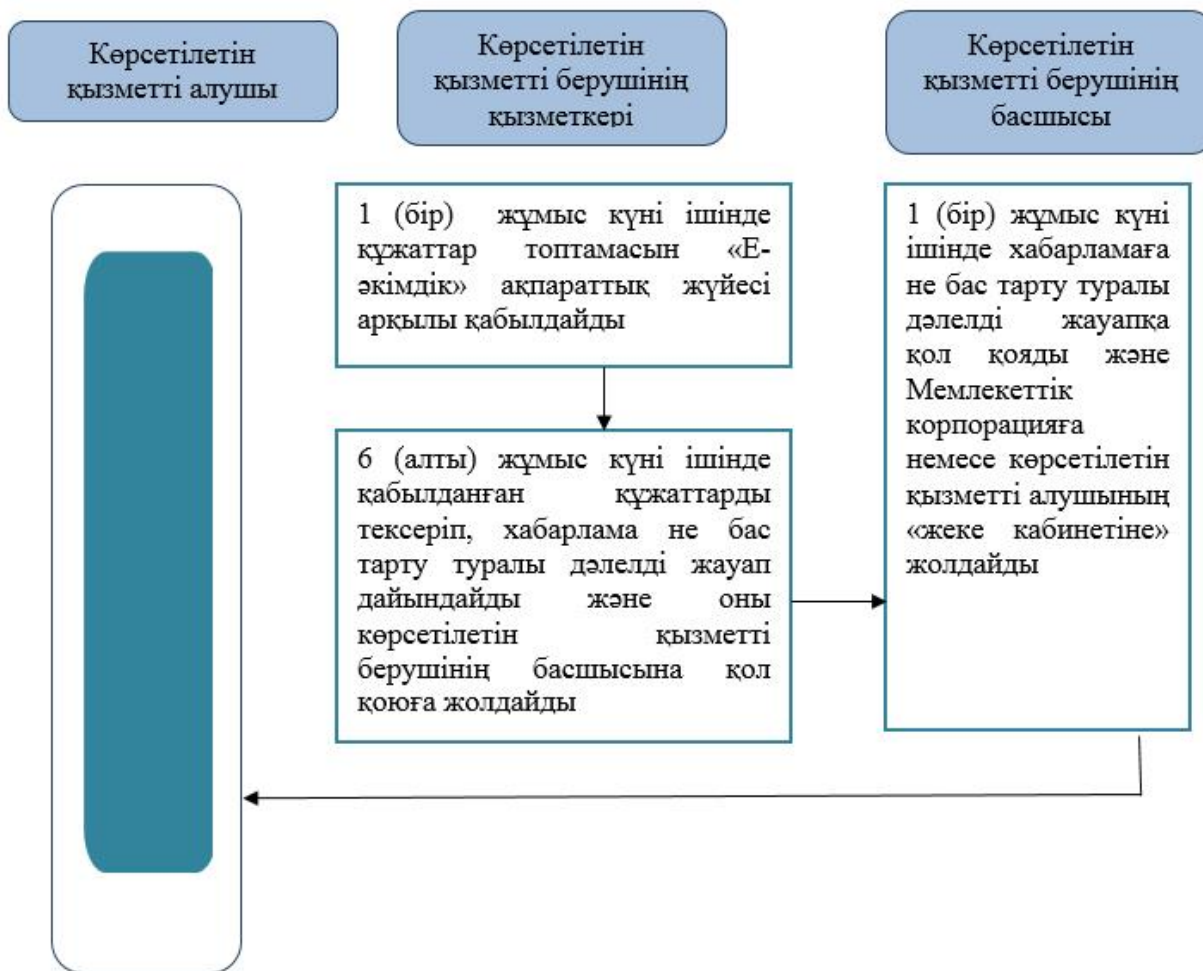 Көрсетілетін
қызметті алушы
Көрсетілетін
қызметті берушінің
қызметкері
Көрсетілетін
қызметті берушінің
басшысы
1 (бір) жұмыс күні ішінде
құжаттар топтамасын «Е-
әкімдік» ақпараттық жүйесі
арқылы қабылдайды
6 (алты) жұмыс күні ішінде
қабылданған құжаттарды
тексеріп, хабарлама не бас
тарту туралы дәлелді жауап
дайындайды және оны
көрсетілетін қызметті
берушінің басшысына қол
қоюға жолдайды
1 (бір) жұмыс күні
ішінде хабарламаға
не бас тарту туралы
дәлелді жауапқа
қол қояды және
Мемлекеттік
корпорацияға
немесе көрсетілетін
қызметті алушының
«жеке кабинетіне»
жолдайды